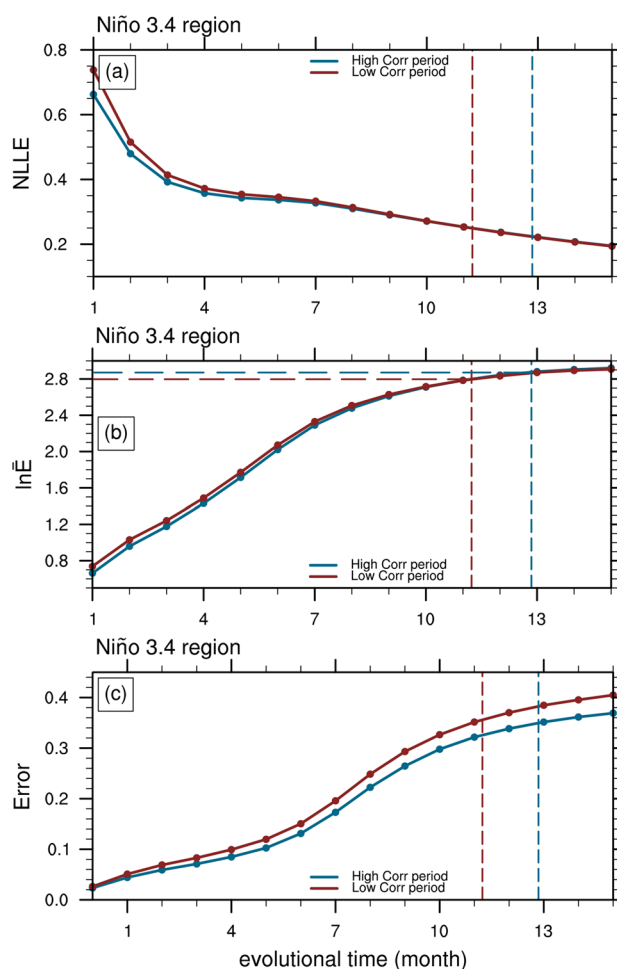 Niño 3.4 region
0.8
(a)
High Corr period
Low Corr period
0.6
NLLE
0.4
0.2
1 4 7 10 13
Niño 3.4 region
2.8
(b)
2.4
lnĒ
2.0
1.6
1.2
0.8
High Corr period
Low Corr period
1 4 7 10 13
Niño 3.4 region
(c)
0.4
0.3
Error
0.2
0.1
High Corr period
Low Corr period
0.0
1 4 7 10 13
evolutional time (month)